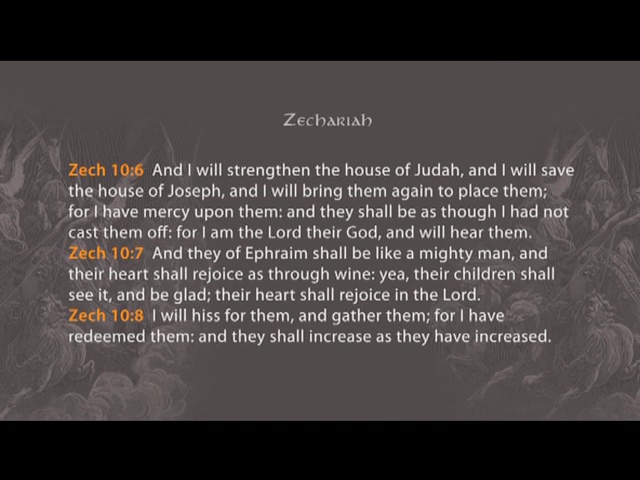 Zechariah
Zech 10:6 And I will strengthen the house of Judah, and I will save
the house of Joseph, and I will bring them again to place them;
for I have mercy upon them: and they shall be as though I had not
cast them off: for I am the Lord their God, and will hear them.
Zech 10:7 And they of Ephraim shall be like a mighty man, and
their heart shall rejoice as through wine: yea, their children shall
see it, and be glad; their heart shall rejoice in the Lord.
Zech 10:8 I will hiss for them, and gather them; for I have
redeemed them: and they shall increase as they have increased.